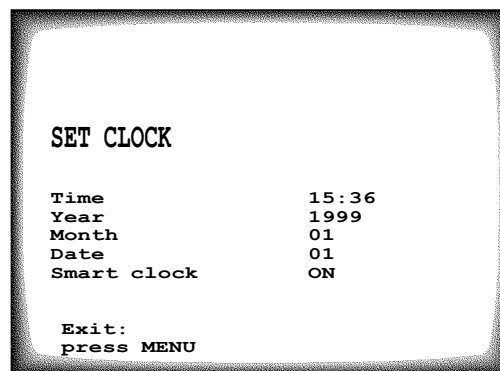 SET CLOCK
Time 15:36
Year 1999
Month 01
Date 01
Smart clock ON
Exit:
press MENU